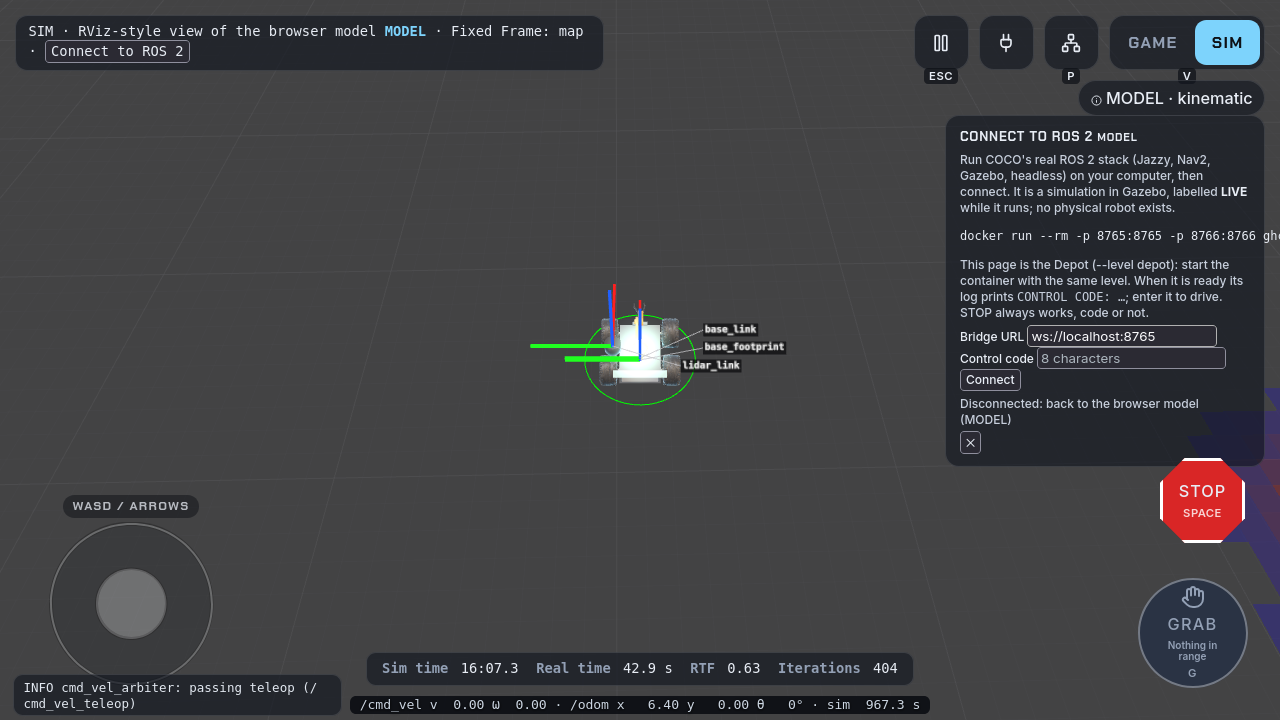 SIM · RViz-style view of the browser model MODEL · Fixed Frame: map
· Connect to ROS 2
ESC
P
GAME
SIM
V
MODEL · kinematic
CONNECT TO ROS 2 MODEL
Run COCO's real ROS 2 stack (Jazzy, Nav2,
Gazebo, headless) on your computer, then
connect. It is a simulation in Gazebo, labelled LIVE
while it runs; no physical robot exists.
docker run --rm -p 8765:8765 -p 8766:8766
This page is the Depot (--level depot): start the
container with the same level. When it is ready its
log prints CONTROL CODE: …; enter it to drive.
STOP always works, code or not.
Bridge URL ws://localhost:8765
Control code 8 characters
Connect
Disconnected: back to the browser model
(MODEL)
×
base_link
base_footprint
lidar_link
STOP
SPACE
WASD / ARROWS
GRAB
Nothing in
range
G
Sim time 16:07.3 Real time 42.9 s RTF 0.63 Iterations 404
INFO cmd_vel_arbiter: passing teleop (/
cmd_vel_teleop)
/cmd_vel v 0.00 ω 0.00 · /odom x 6.40 y 0.00 θ 0° · sim 967.3 s